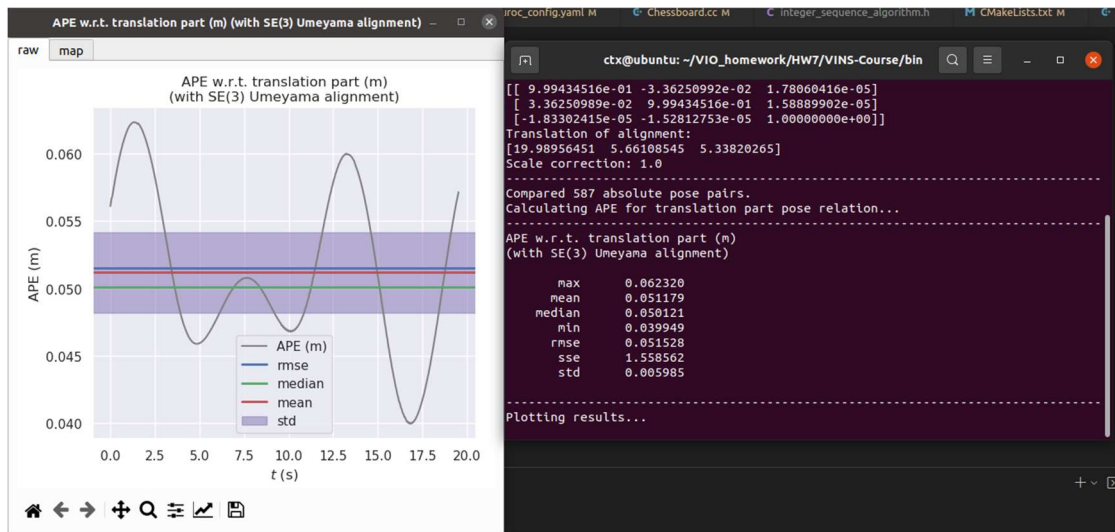 APE w.r.t. translation part (m) (with SE(3) Umeyama alignment)
raw map
APE w.r.t. translation part (m)
(with SE(3) Umeyama alignment)
0.060
0.055
0.050
0.045
0.040
APE (m)
APE (m)
rmse
median
mean
std
0.0 2.5 5.0 7.5 10.0 12.5 15.0 17.5 20.0
t (s)
uroc_config.yaml M Chessboard.cc M integer_sequence_algorithm.h M CMakeLists.txt M
ctx@ubuntu: ~/VIO_homework/HW7/VINS-Course/bin
[[ 9.99434516e-01 -3.36250992e-02 1.78060416e-05]
[ 3.36250989e-02 9.99434516e-01 1.58889902e-05]
[-1.83302415e-05 -1.52812753e-05 1.00000000e+00]]
Translation of alignment:
[19.98956451 5.66108545 5.33820265]
Scale correction: 1.0
--------------------------------------------------------------------------------
Compared 587 absolute pose pairs.
Calculating APE for translation part pose relation...
--------------------------------------------------------------------------------
APE w.r.t. translation part (m)
(with SE(3) Umeyama alignment)
max 0.062320
mean 0.051179
median 0.050121
min 0.039949
rmse 0.051528
sse 1.558562
std 0.005985
--------------------------------------------------------------------------------
Plotting results...